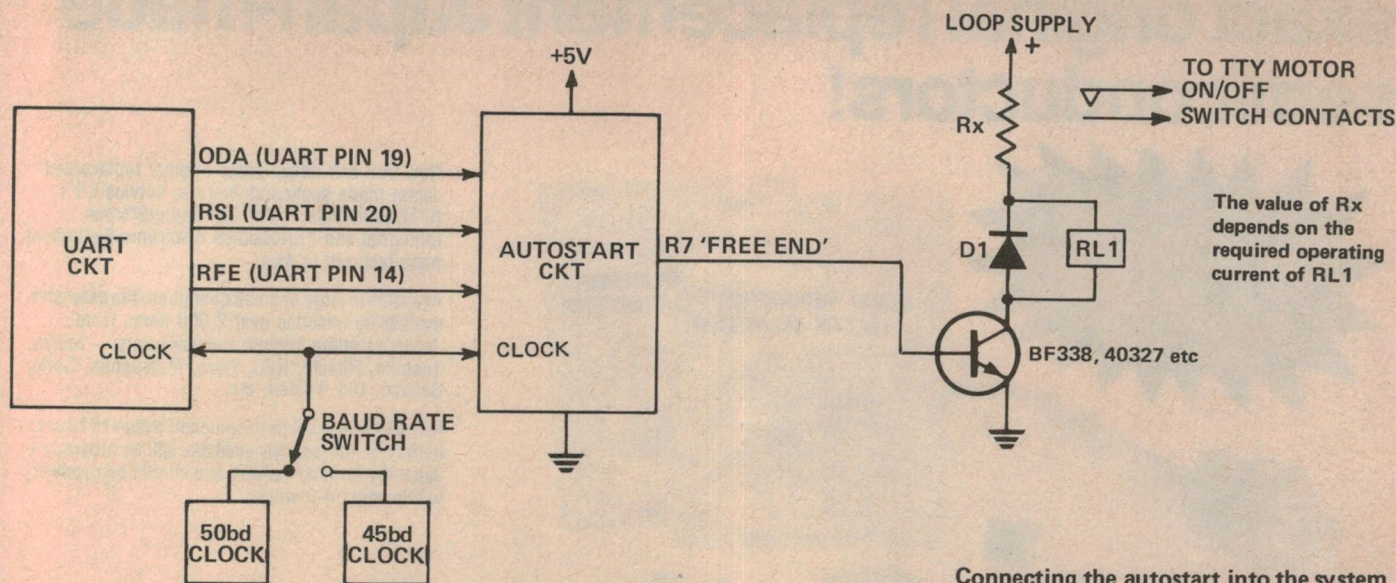 LOOP SUPPLY
+
+5V
TO TTY MOTOR
ON/OFF
SWITCH CONTACTS
Rx
ODA (UART PIN 19)
RSI (UART PIN 20)
RFE (UART PIN 14)
UART
CKT
CLOCK
AUTOSTART
CKT
CLOCK
R7 'FREE END'
D1
RL1
The value of Rx
depends on the
required operating
current of RL1
BF338, 40327 etc
BAUD RATE
SWITCH
50bd
CLOCK
45bd
CLOCK
Connecting the autostart into the system